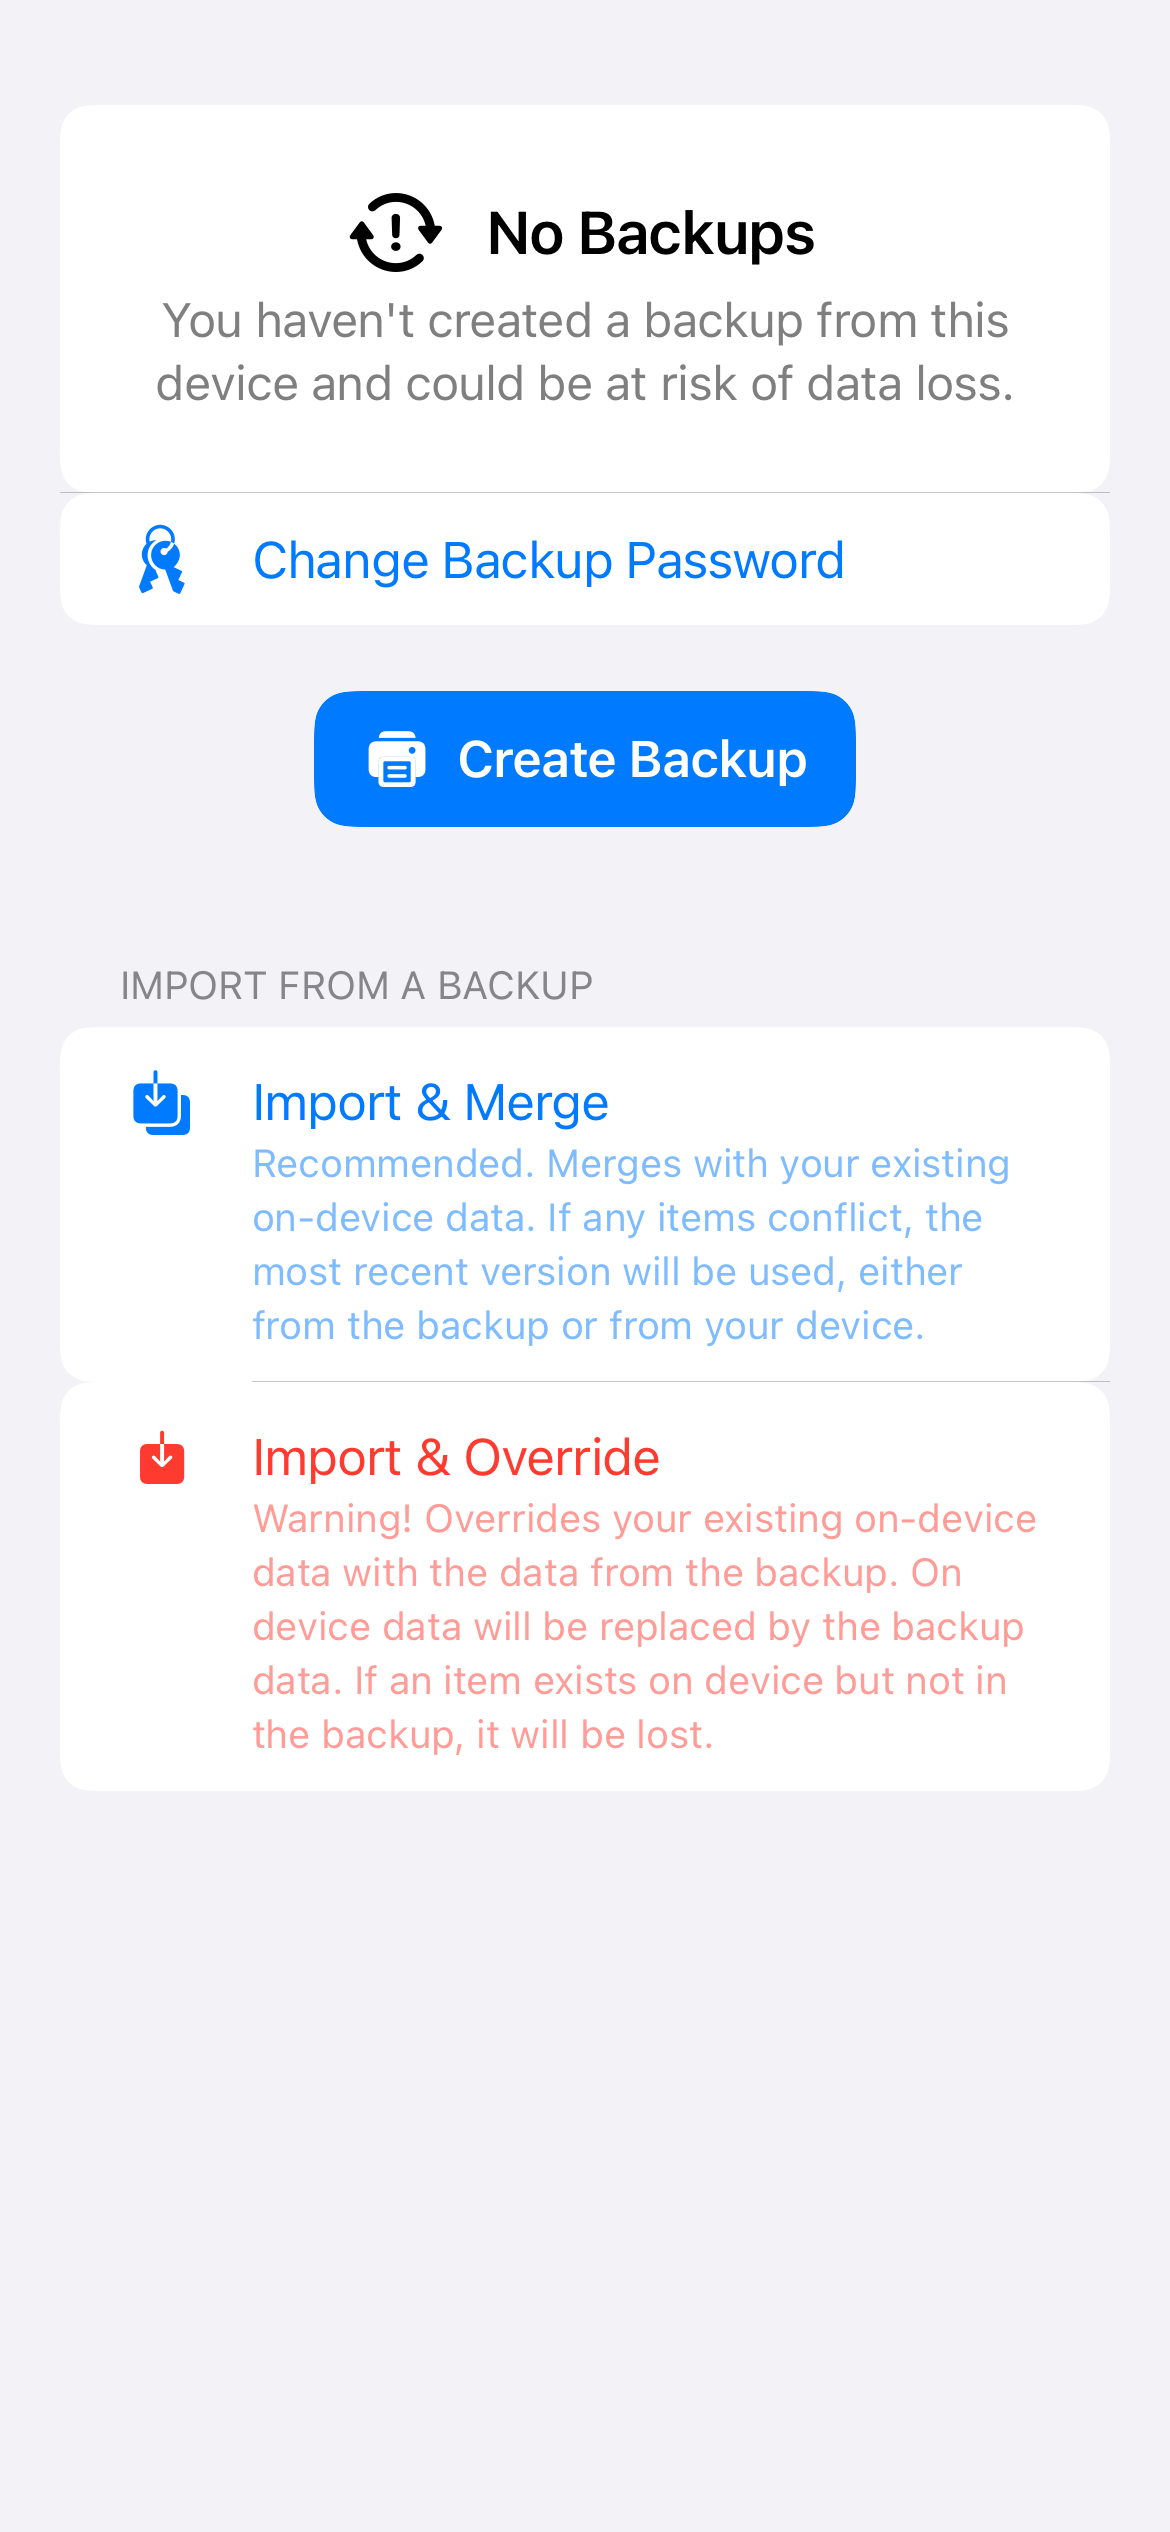 No Backups
You haven't created a backup from this
device and could be at risk of data loss.
Change Backup Password
Create Backup
IMPORT FROM A BACKUP
Import & Merge
Recommended. Merges with your existing
on-device data. If any items conflict, the
most recent version will be used, either
from the backup or from your device.
Import & Override
Warning! Overrides your existing on-device
data with the data from the backup. On
device data will be replaced by the backup
data. If an item exists on device but not in
the backup, it will be lost.